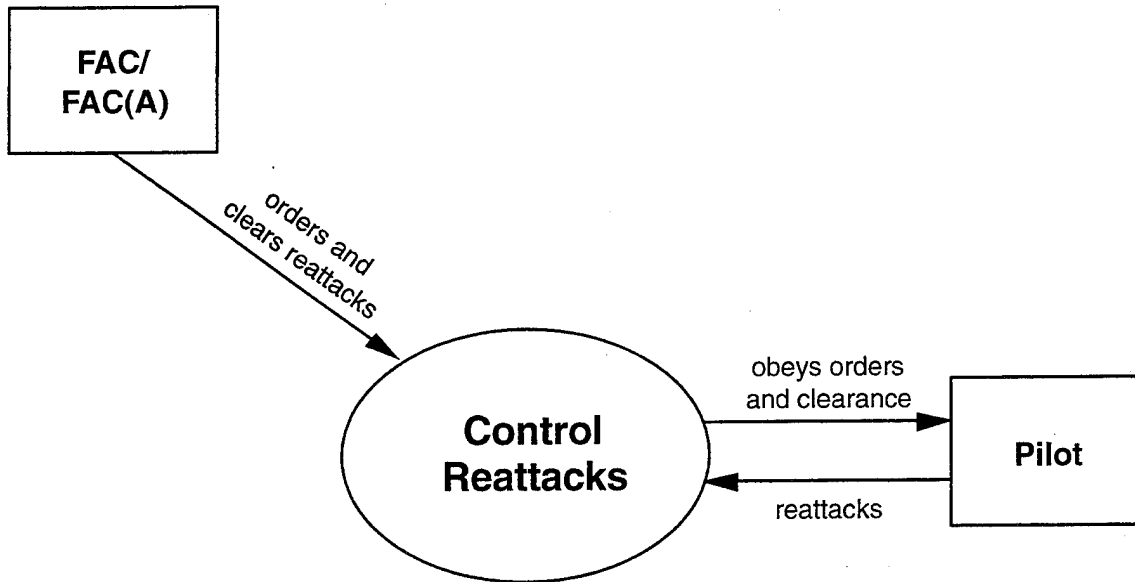 FAC/
FAC(A)
orders and
clears reattacks
obeys orders
and clearance
Control
Reattacks
Pilot
reattacks